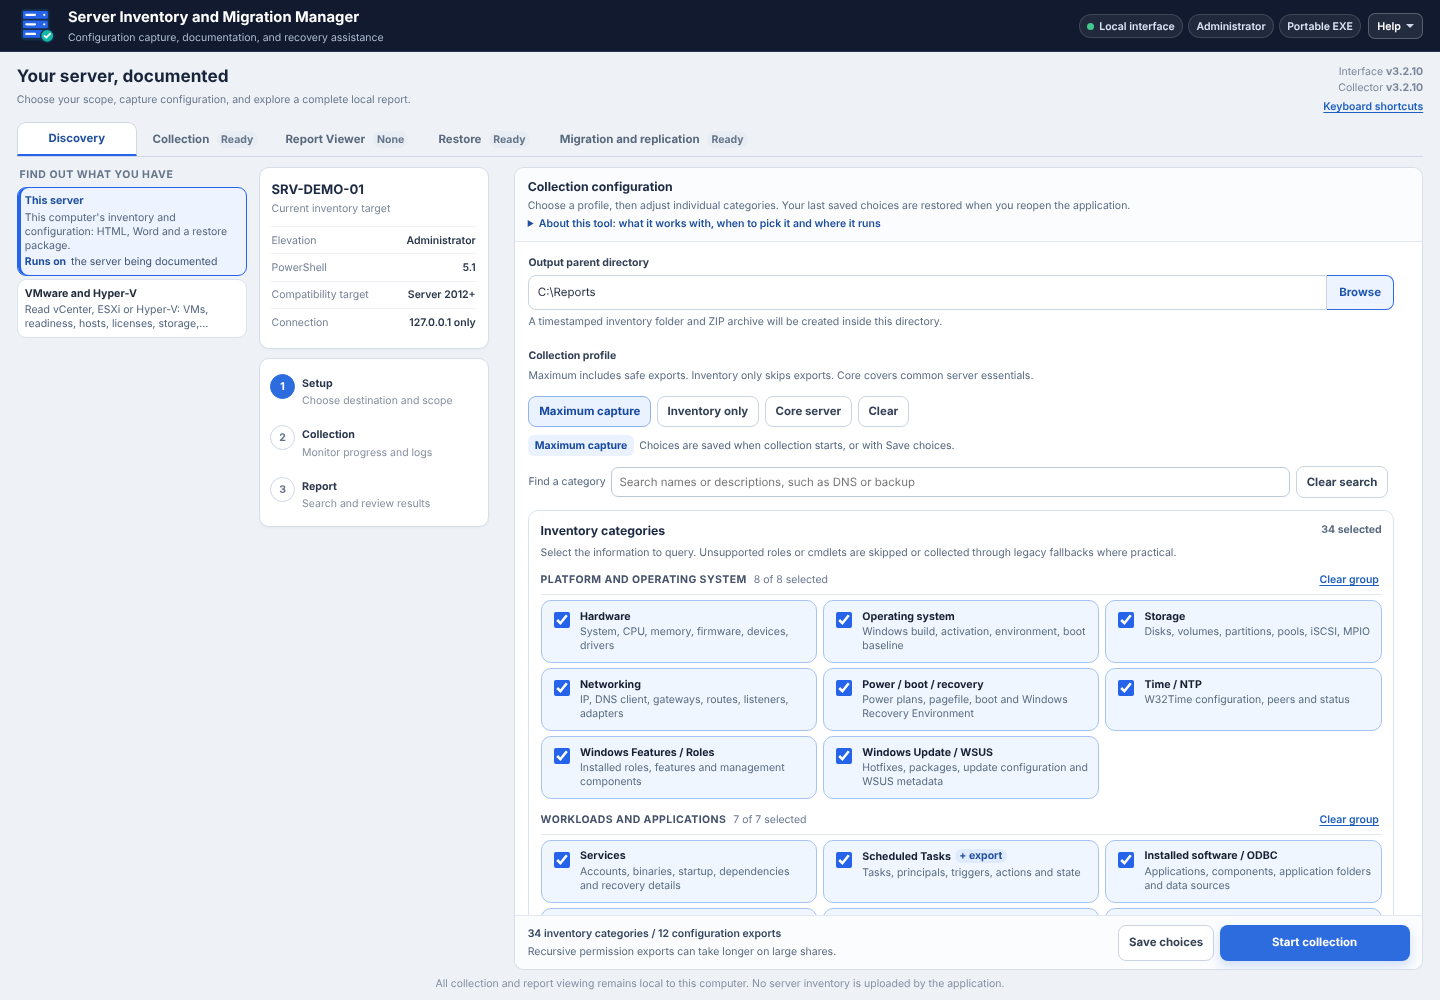 Server Inventory and Migration Manager
Configuration capture, documentation, and recovery assistance
Local interface
Administrator
Portable EXE
Help
Your server, documented
Choose your scope, capture configuration, and explore a complete local report.
Interface v3.2.10
Collector v3.2.10
Keyboard shortcuts
Discovery
Collection Ready
Report Viewer None
Restore Ready
Migration and replication Ready
FIND OUT WHAT YOU HAVE
This server
This computer's inventory and
configuration: HTML, Word and a restore
package.
Runs on the server being documented
VMware and Hyper-V
Read vCenter, ESXi or Hyper-V: VMs,
readiness, hosts, licenses, storage,...
SRV-DEMO-01
Current inventory target
Elevation Administrator
PowerShell 5.1
Compatibility target Server 2012+
Connection 127.0.0.1 only
1 Setup
Choose destination and scope
2 Collection
Monitor progress and logs
3 Report
Search and review results
Collection configuration
Choose a profile, then adjust individual categories. Your last saved choices are restored when you reopen the application.
About this tool: what it works with, when to pick it and where it runs
Output parent directory
C:\Reports
Browse
A timestamped inventory folder and ZIP archive will be created inside this directory.
Collection profile
Maximum includes safe exports. Inventory only skips exports. Core covers common server essentials.
Maximum capture
Inventory only
Core server
Clear
Maximum capture Choices are saved when collection starts, or with Save choices.
Find a category
Search names or descriptions, such as DNS or backup
Clear search
Inventory categories
34 selected
Select the information to query. Unsupported roles or cmdlets are skipped or collected through legacy fallbacks where practical.
PLATFORM AND OPERATING SYSTEM 8 of 8 selected
Clear group
Hardware
System, CPU, memory, firmware, devices,
drivers
Operating system
Windows build, activation, environment, boot
baseline
Storage
Disks, volumes, partitions, pools, iSCSI, MPIO
Networking
IP, DNS client, gateways, routes, listeners,
adapters
Power / boot / recovery
Power plans, pagefile, boot and Windows
Recovery Environment
Time / NTP
W32Time configuration, peers and status
Windows Features / Roles
Installed roles, features and management
components
Windows Update / WSUS
Hotfixes, packages, update configuration and
WSUS metadata
WORKLOADS AND APPLICATIONS 7 of 7 selected
Clear group
Services
Accounts, binaries, startup, dependencies
and recovery details
Scheduled Tasks + export
Tasks, principals, triggers, actions and state
Installed software / ODBC
Applications, components, application folders
and data sources
34 inventory categories / 12 configuration exports
Recursive permission exports can take longer on large shares.
Save choices
Start collection
All collection and report viewing remains local to this computer. No server inventory is uploaded by the application.